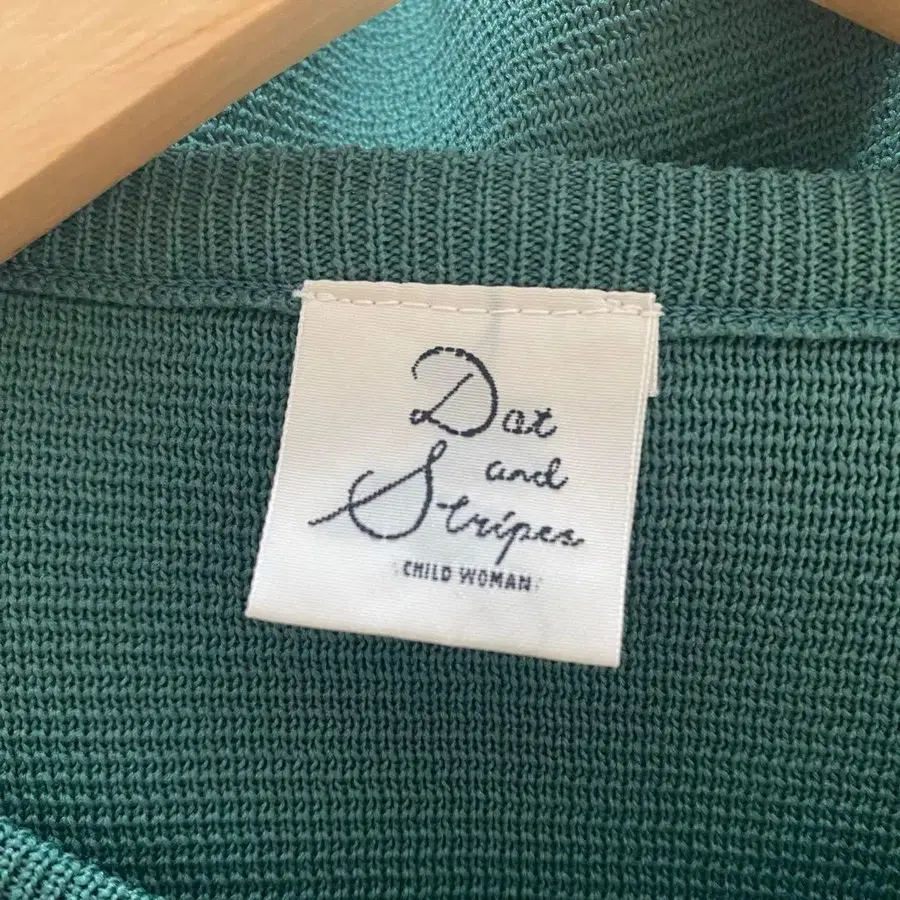 Dot
and
Stripes
CHILD WOMAN